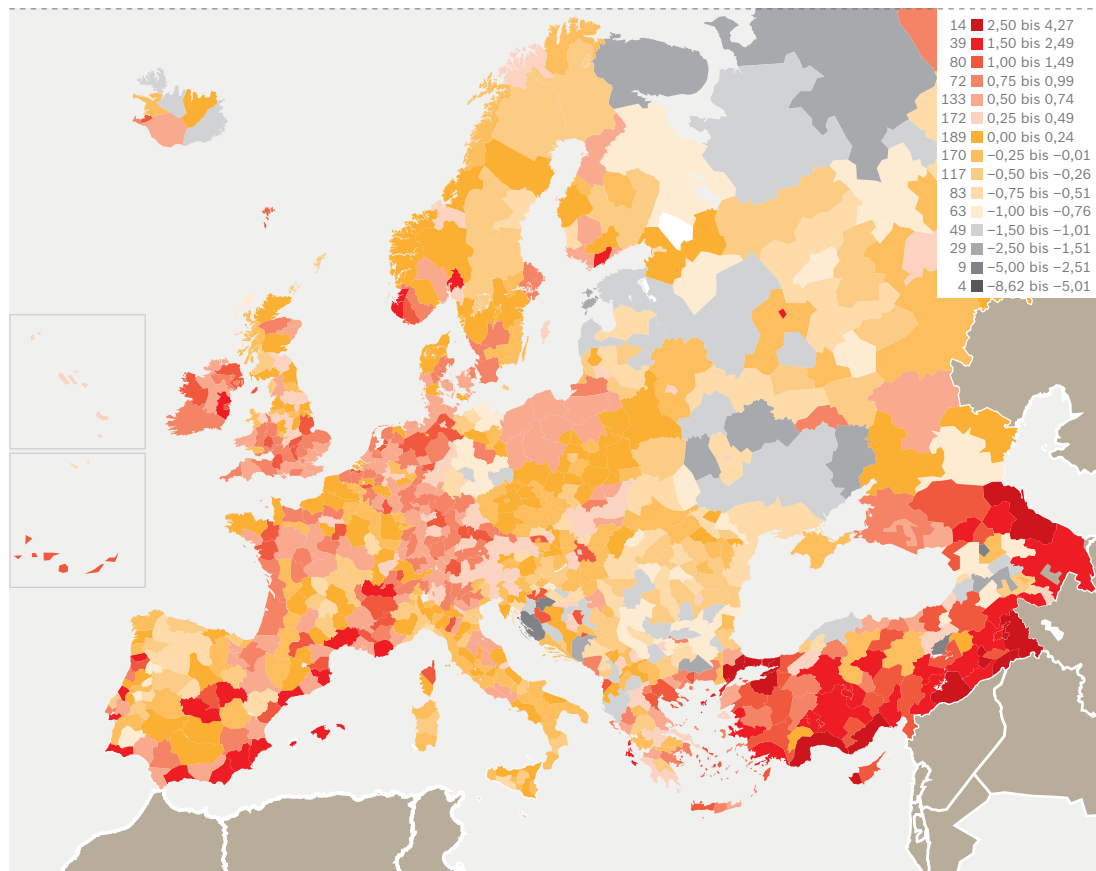 14 2,50 bis 4,27
39 1,50 bis 2,49
80 1,00 bis 1,49
72 0,75 bis 0,99
133 0,50 bis 0,74
172 0,25 bis 0,49
189 0,00 bis 0,24
170 −0,25 bis −0,01
117 −0,50 bis −0,26
83 −0,75 bis −0,51
63 −1,00 bis −0,76
49 −1,50 bis −1,01
29 −2,50 bis −1,51
9 −5,00 bis −2,51
4 −8,62 bis −5,01